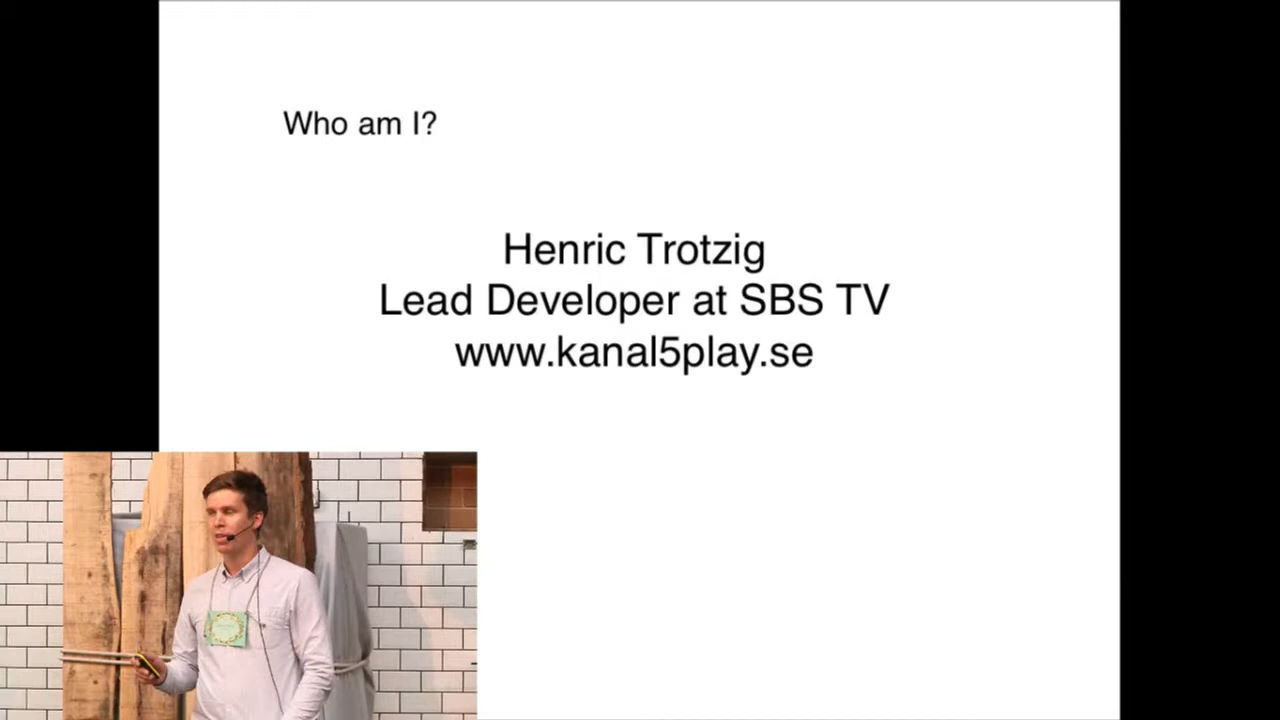 Who am I?
Henric Trotzig
Lead Developer at SBS TV
www.kanal5play.se